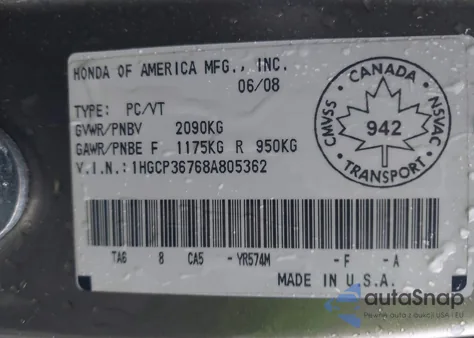 HONDA OF AMERICA MFG., INC.
06/08
TYPE: PC/VT
GVWR/PNBV 2090KG
GAWR/PNBE F 1175KG R 950KG
V.I.N.: 1HGCP36768A805362
CANADA
CMVSS 942 NSVAC
TRANSPORT
TA6 8 CA5 -YR574M -F -A
MADE IN U.S.A.
autoSnap